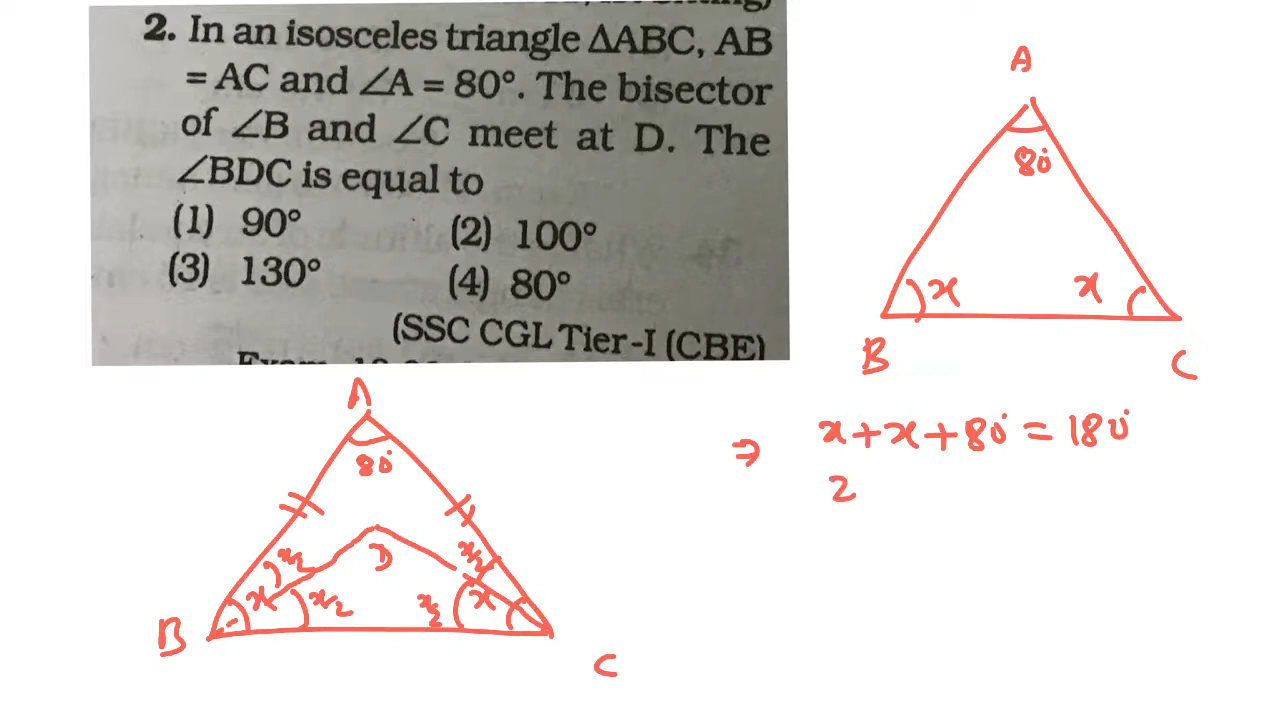 2. In an isosceles triangle ΔABC, AB
= AC and ∠A = 80°. The bisector
of ∠B and ∠C meet at D. The
∠BDC is equal to
(1) 90° (2) 100°
(3) 130° (4) 80°
(SSC CGL Tier-I (CBE)
A
80°
x x
B C
⇒ x+x+80°=180°
2
A
80°
D
x/2 x/2
x x/2 x/2 x
B C